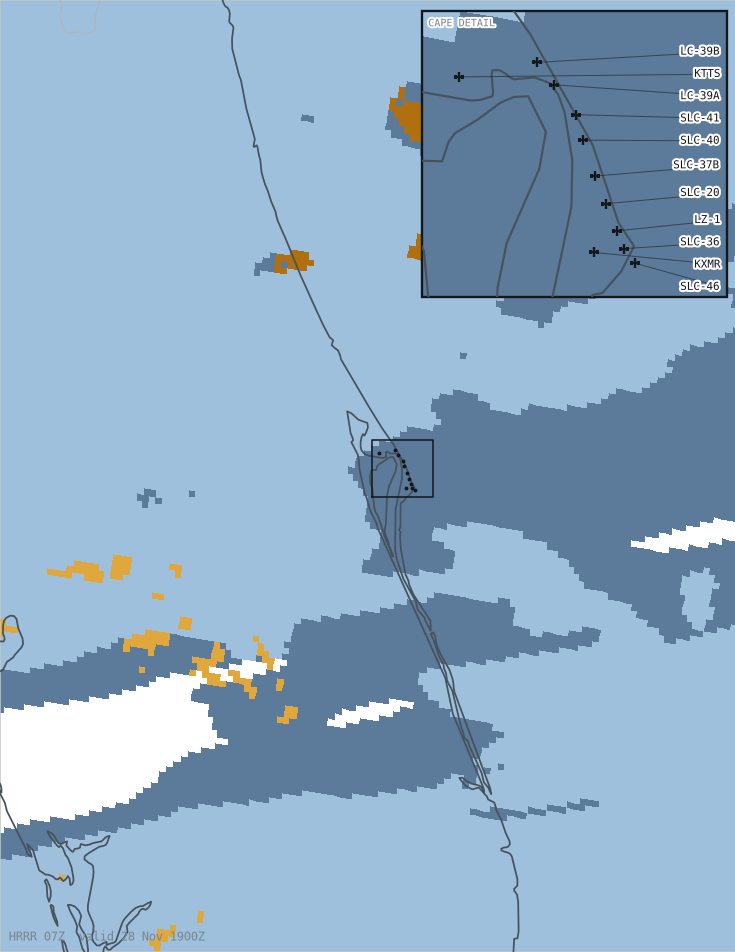 CAPE DETAIL
LC-39B
KTTS
LC-39A
SLC-41
SLC-40
SLC-37B
SLC-20
LZ-1
SLC-36
KXMR
SLC-46
HRRR 07Z valid 28 Nov 1900Z